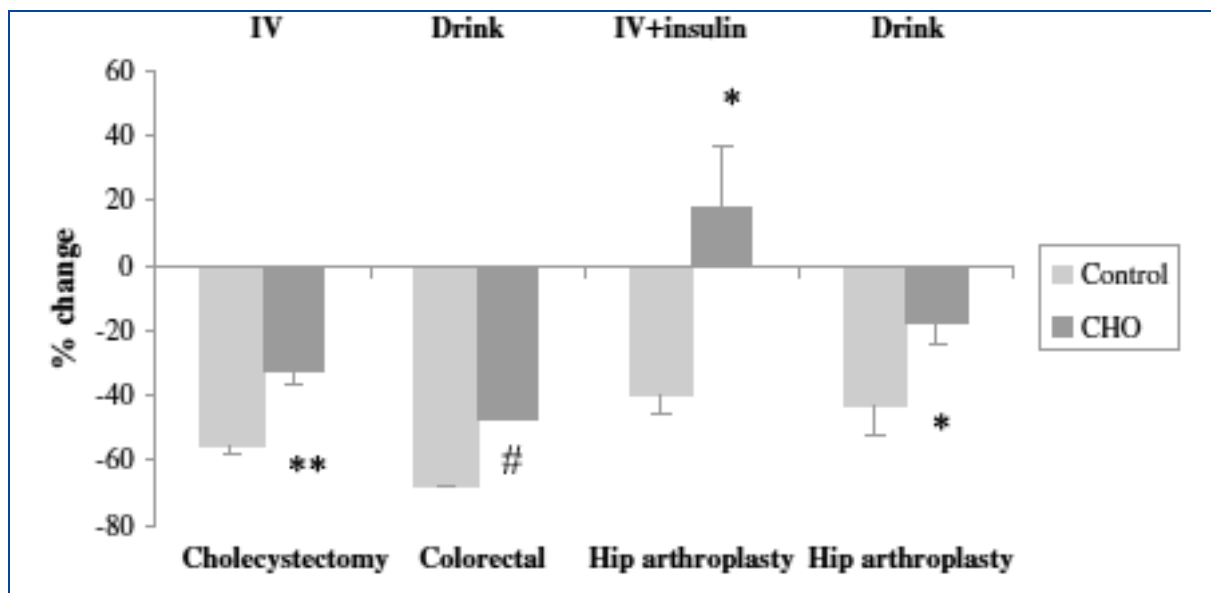 IV Drink IV+insulin Drink
60
40
20
0
-20
-40
-60
-80
% change
*
**
#
*
Control
CHO
Cholecystectomy Colorectal Hip arthroplasty Hip arthroplasty